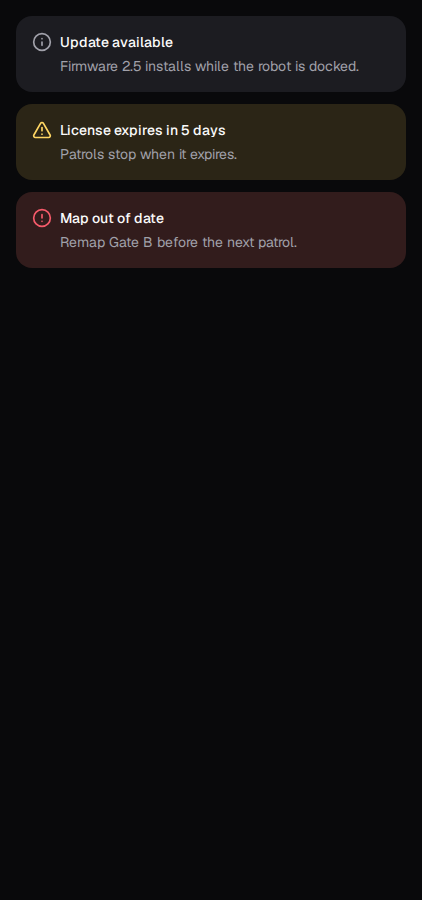 Update available
Firmware 2.5 installs while the robot is docked.
License expires in 5 days
Patrols stop when it expires.
Map out of date
Remap Gate B before the next patrol.